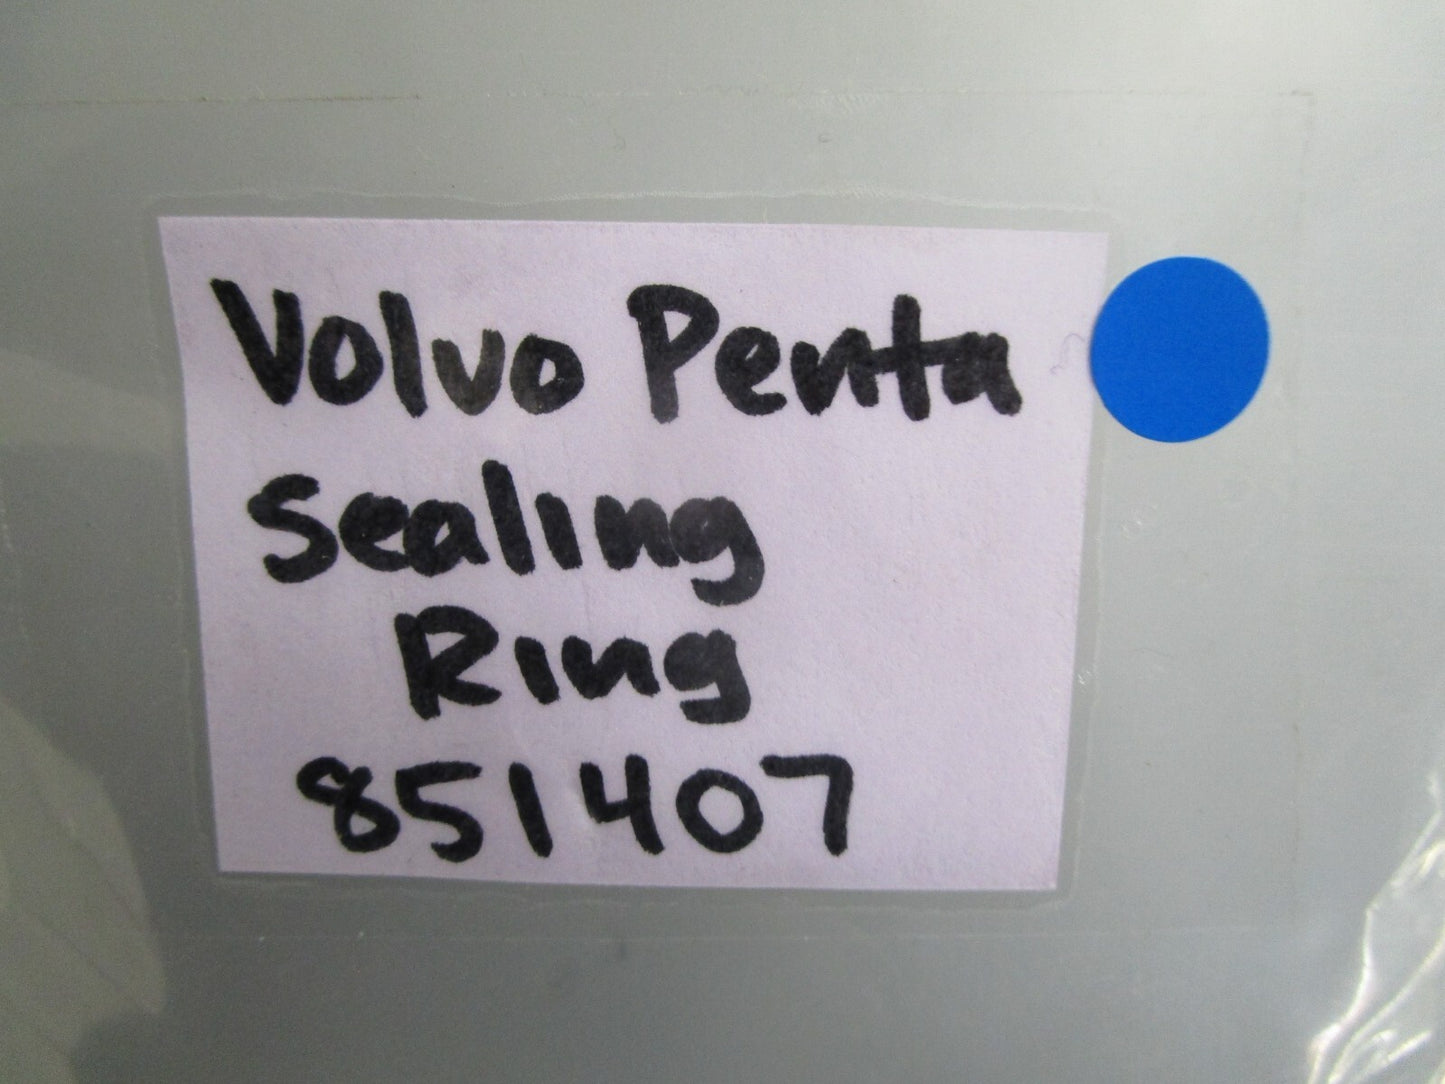 Volvo Penta
Sealing
Ring
851407